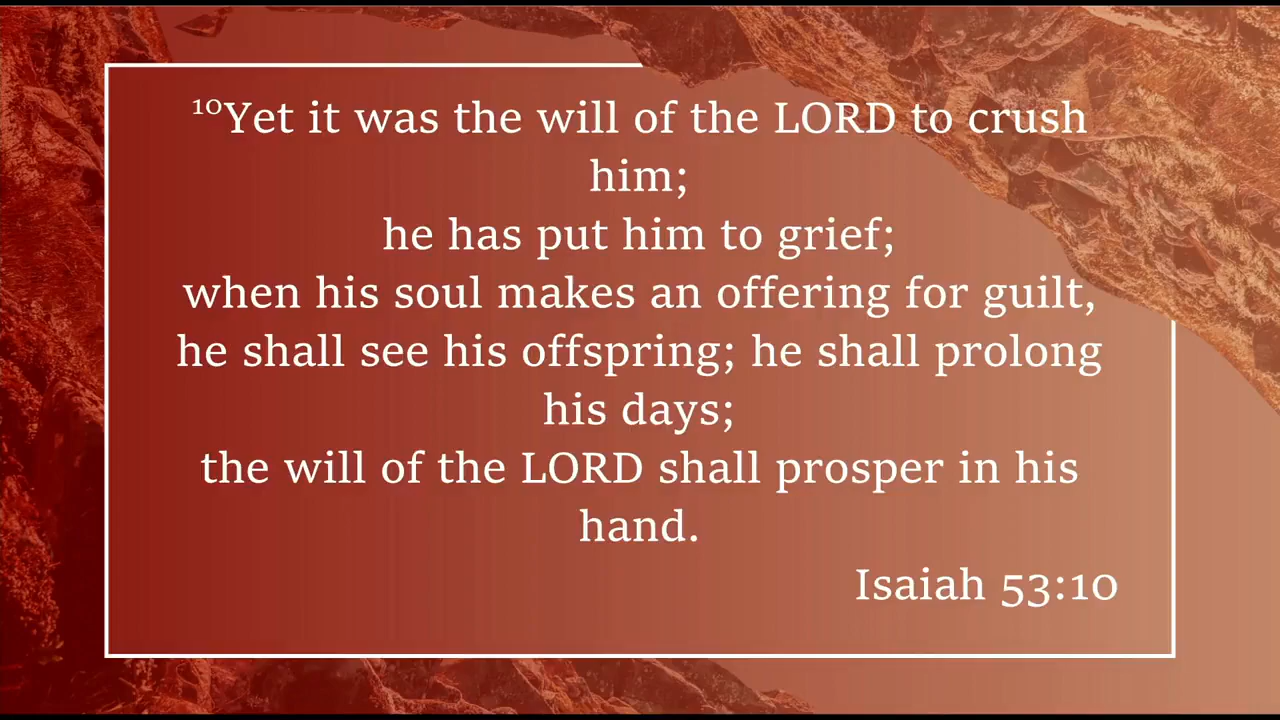 ¹⁰Yet it was the will of the LORD to crush
him;
he has put him to grief;
when his soul makes an offering for guilt,
he shall see his offspring; he shall prolong
his days;
the will of the LORD shall prosper in his
hand.
Isaiah 53:10